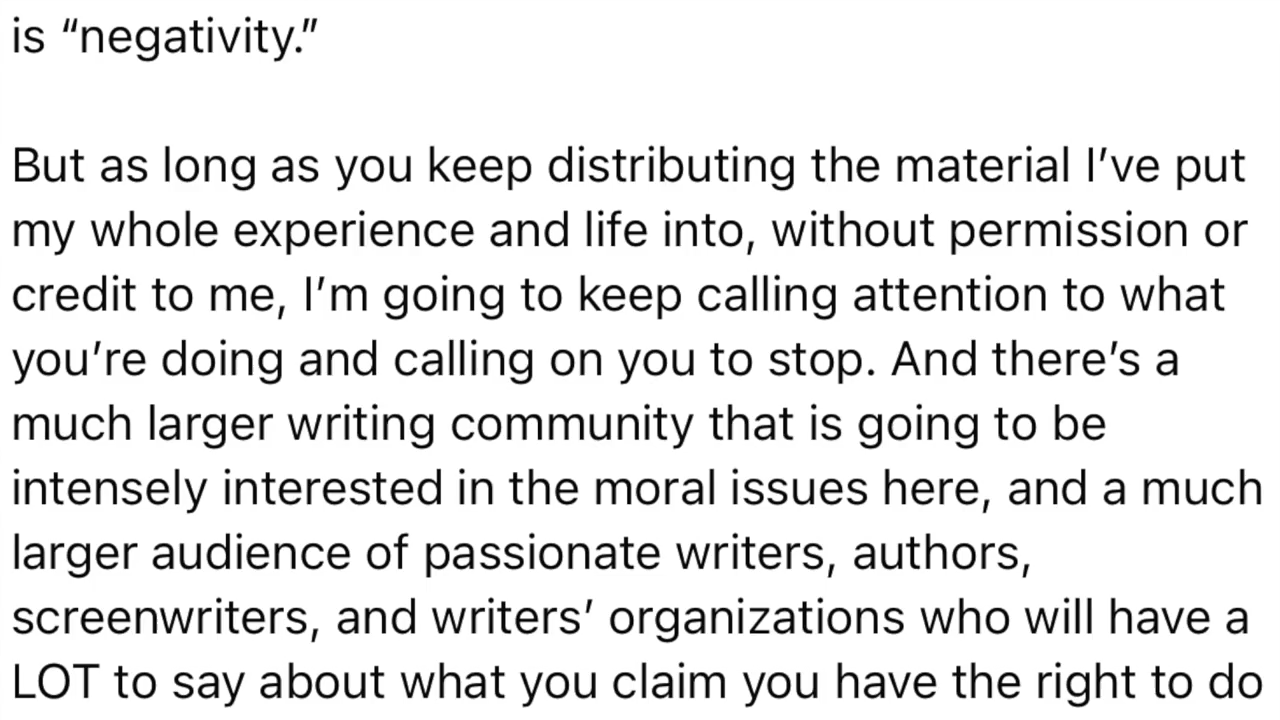 is “negativity.”
But as long as you keep distributing the material I’ve put
my whole experience and life into, without permission or
credit to me, I’m going to keep calling attention to what
you’re doing and calling on you to stop. And there’s a
much larger writing community that is going to be
intensely interested in the moral issues here, and a much
larger audience of passionate writers, authors,
screenwriters, and writers’ organizations who will have a
LOT to say about what you claim you have the right to do